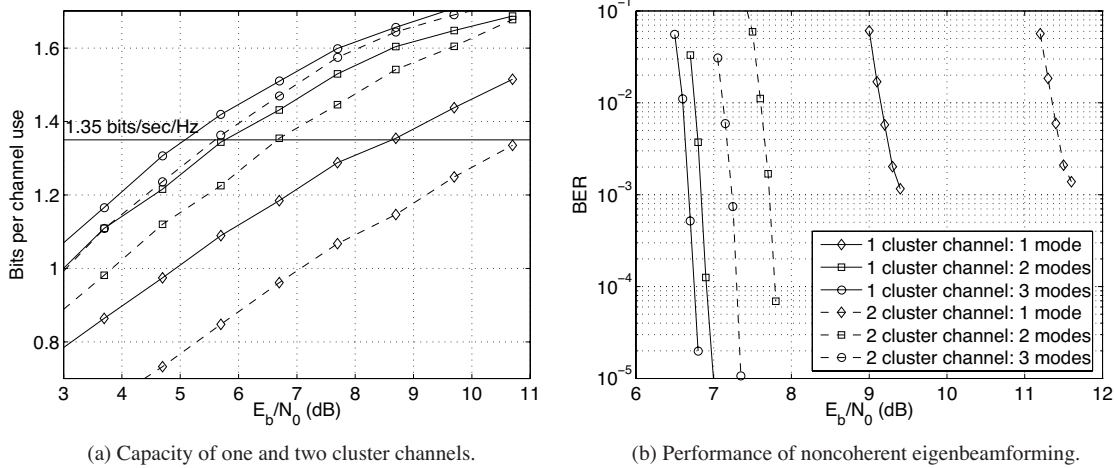 1.6
1.4
1.2
1
0.8
Bits per channel use
1.35 bits/sec/Hz
3 4 5 6 7 8 9 10 11
E_b/N_0 (dB)
(a) Capacity of one and two cluster channels.
10^-1
10^-2
10^-3
10^-4
10^-5
BER
1 cluster channel: 1 mode
1 cluster channel: 2 modes
1 cluster channel: 3 modes
2 cluster channel: 1 mode
2 cluster channel: 2 modes
2 cluster channel: 3 modes
6 7 8 9 10 11 12
E_b/N_0 (dB)
(b) Performance of noncoherent eigenbeamforming.